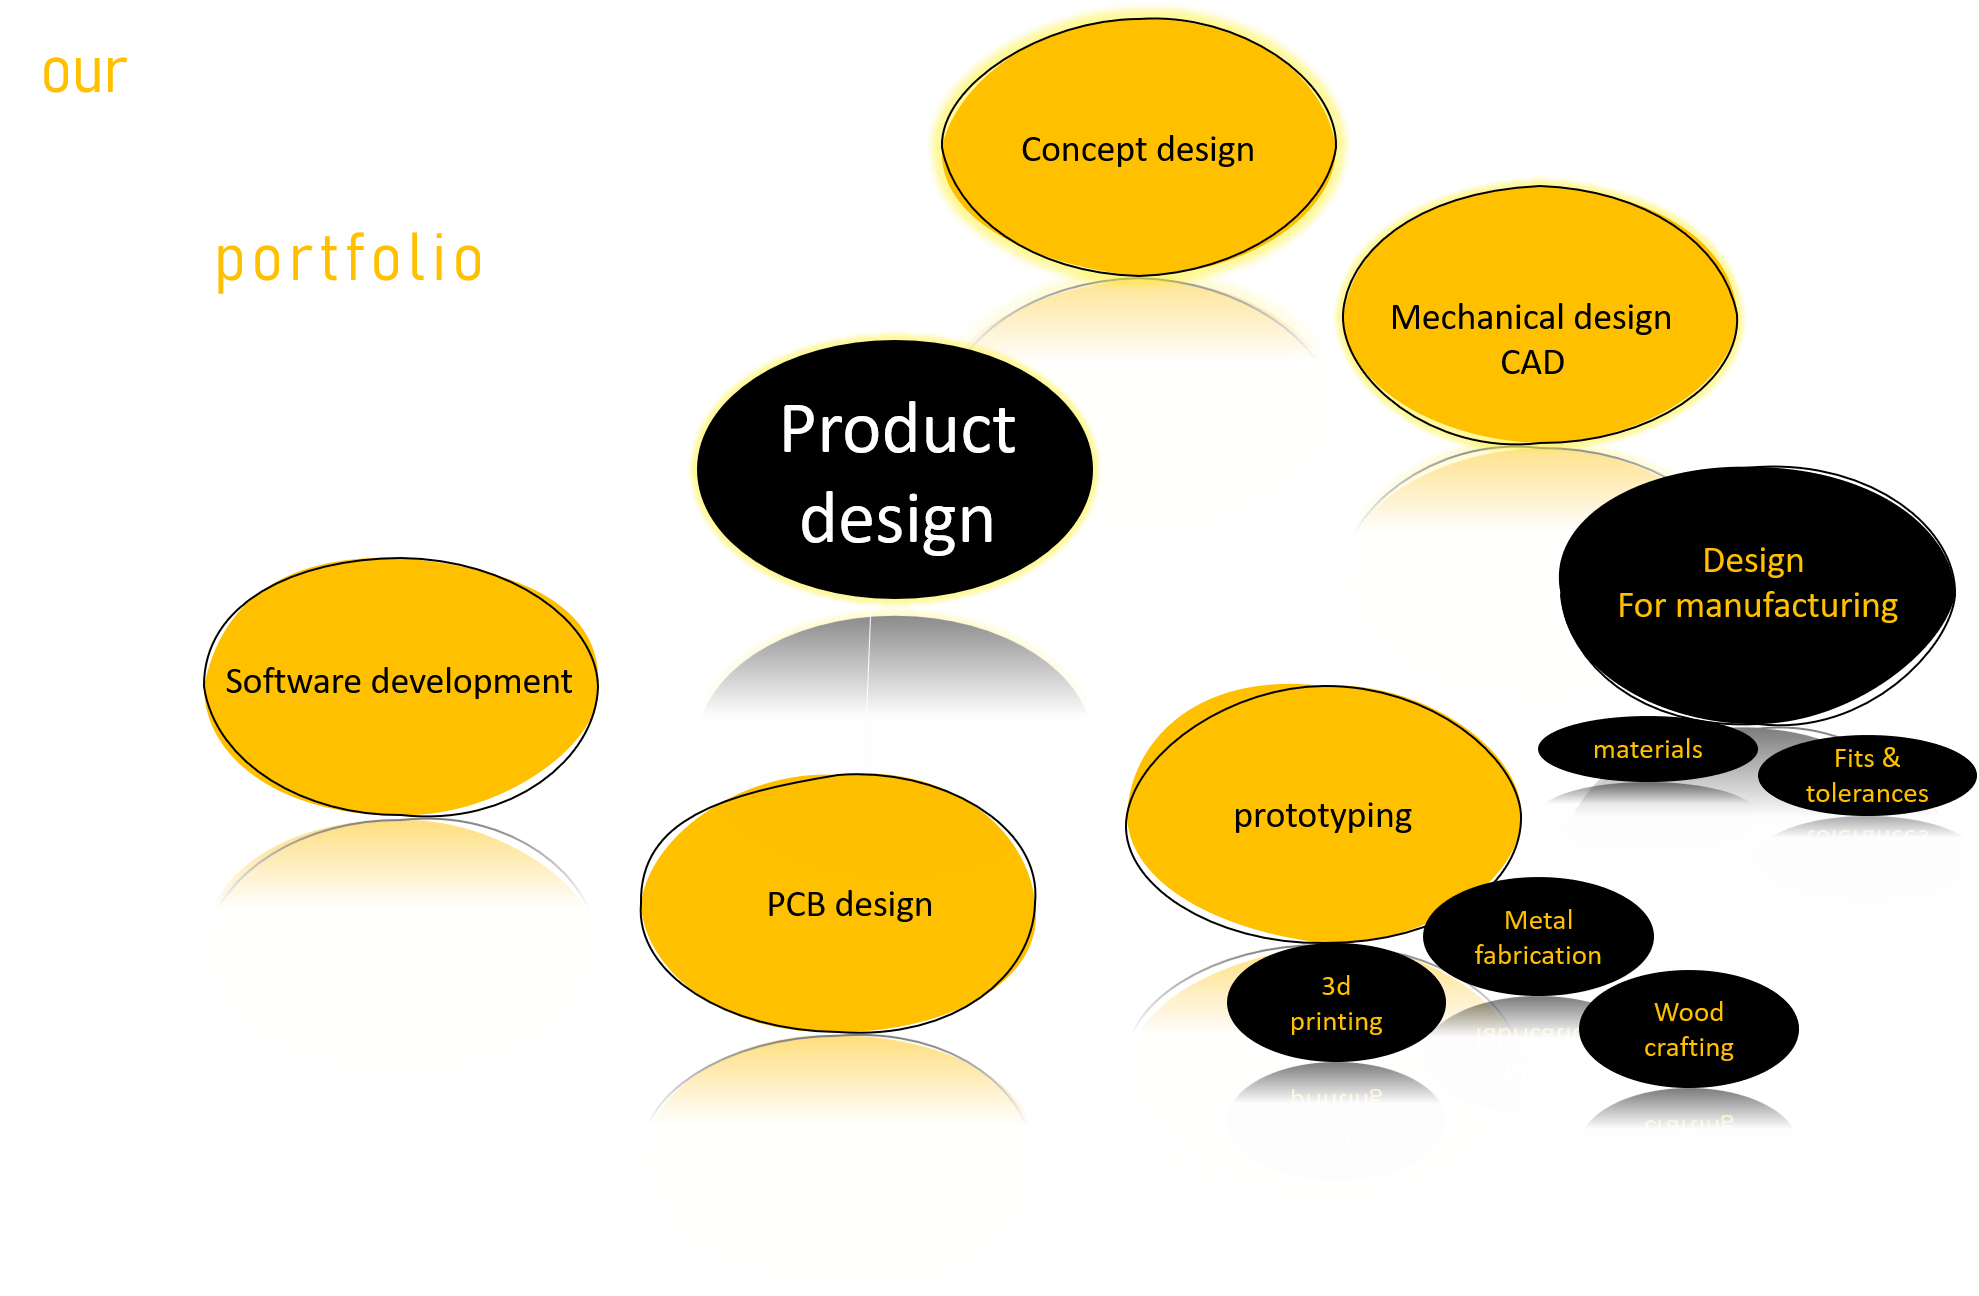 our
portfolio
Concept design
Mechanical design
CAD
Product
design
Design
For manufacturing
Software development
materials
Fits &
tolerances
prototyping
PCB design
Metal
fabrication
3d
printing
Wood
crafting